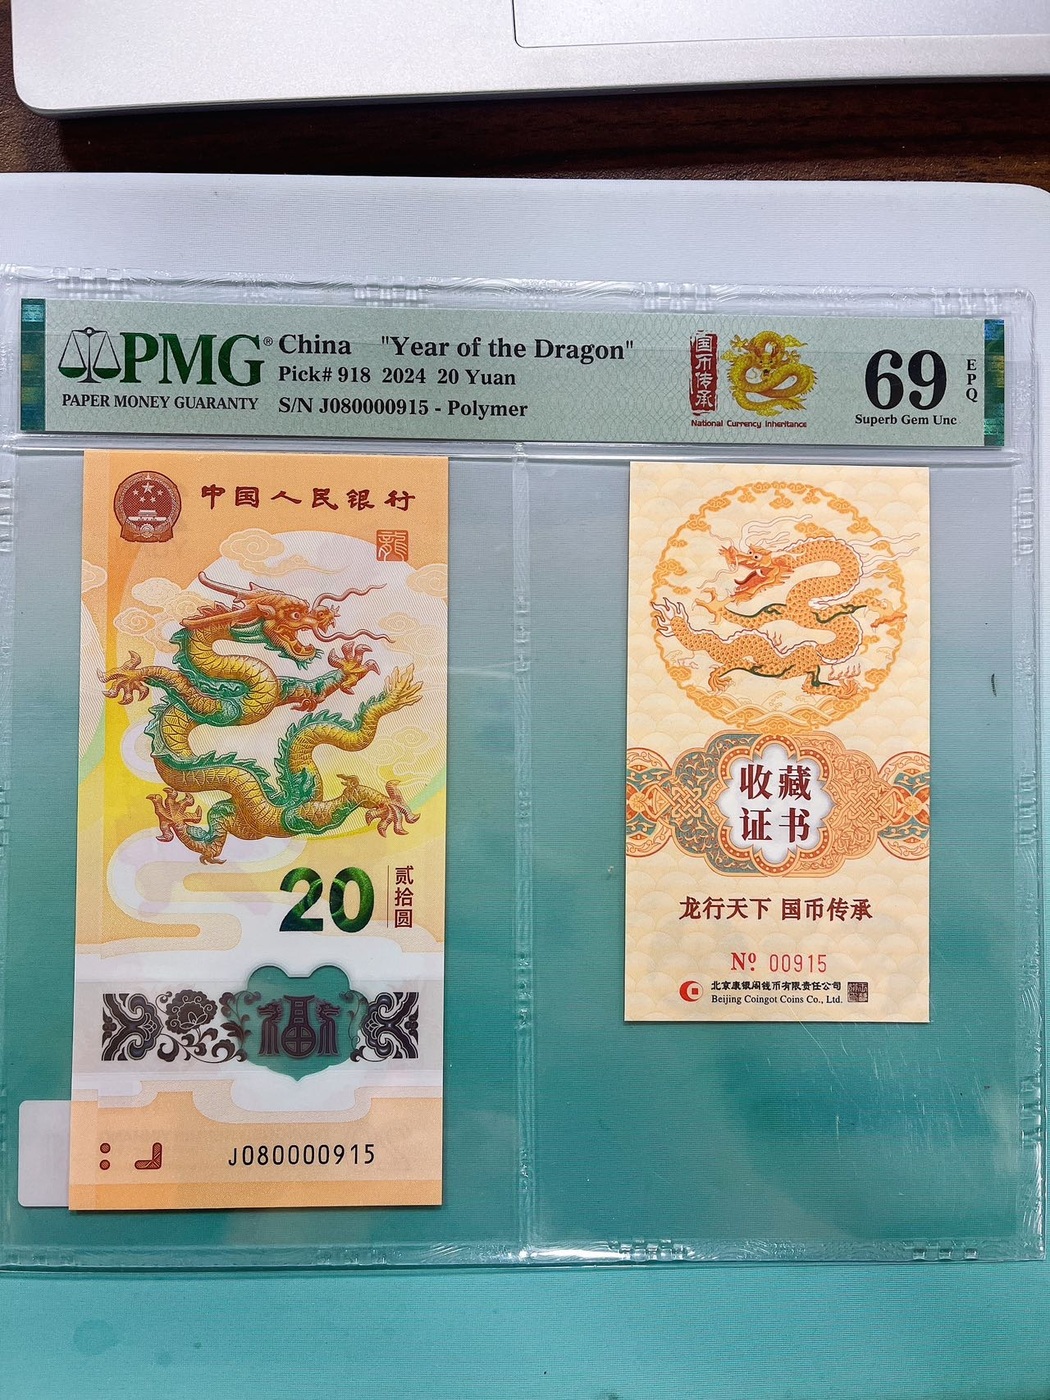 PMG®
PAPER MONEY GUARANTY
China "Year of the Dragon"
Pick# 918 2024 20 Yuan
S/N J080000915 - Polymer
国币传承
National Currency Inheritance
69
EPQ
Superb Gem Unc
中国人民银行
龍
20
贰拾圆
福
J080000915
收藏
证书
龙行天下 国币传承
Nº 00915
北京康银阁钱币有限责任公司
Beijing Coingot Coins Co., Ltd.